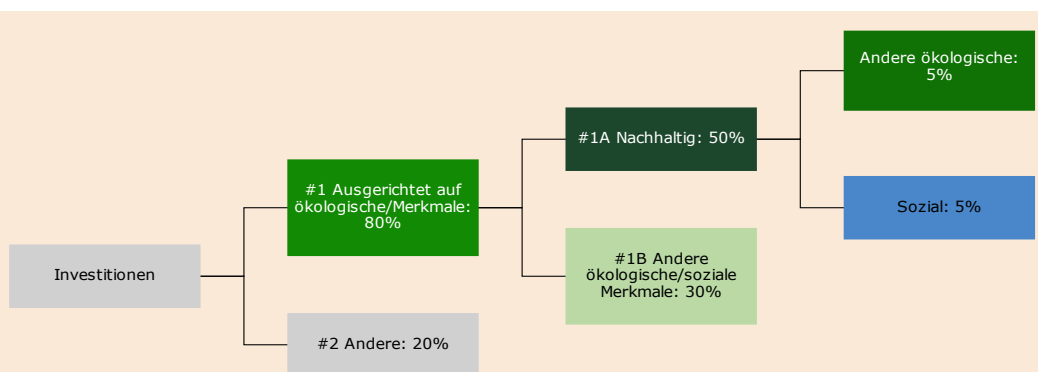 Andere ökologische:
5%
#1A Nachhaltig: 50%
#1 Ausgerichtet auf
ökologische/Merkmale:
80%
Sozial: 5%
Investitionen
#1B Andere
ökologische/soziale
Merkmale: 30%
#2 Andere: 20%